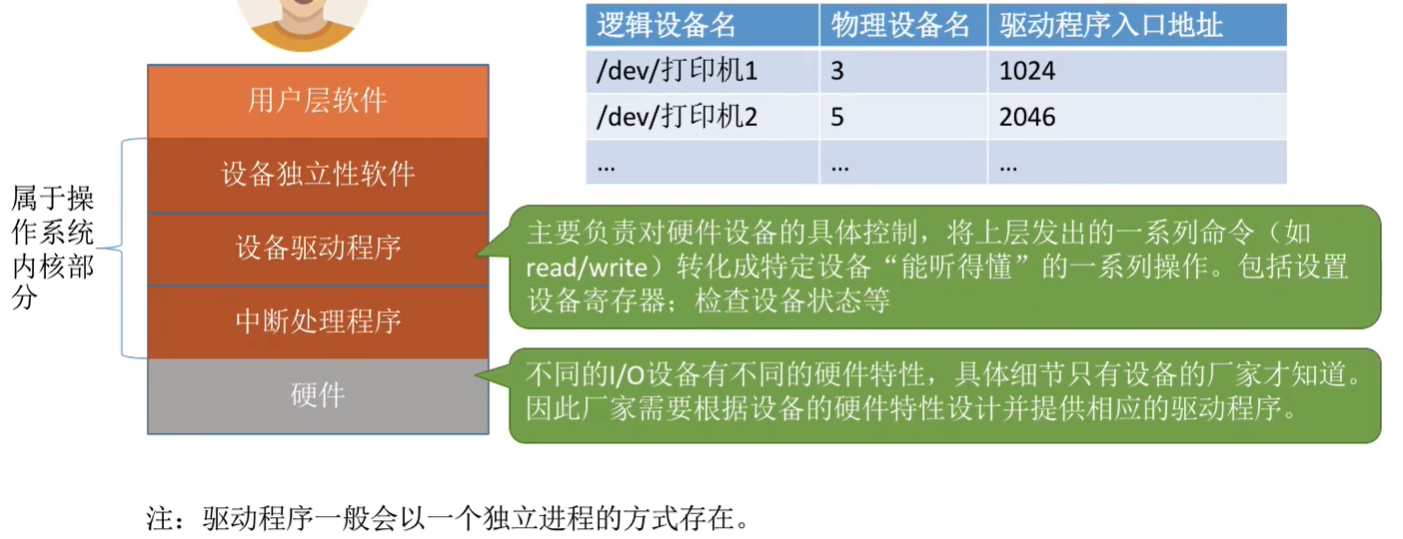 逻辑设备名 物理设备名 驱动程序入口地址
/dev/打印机1 3 1024
/dev/打印机2 5 2046
... ... ...
用户层软件
设备独立性软件
设备驱动程序
中断处理程序
硬件
属于操
作系统
内核部
分
主要负责对硬件设备的具体控制，将上层发出的一系列命令（如
read/write）转化成特定设备“能听得懂”的一系列操作。包括设置
设备寄存器；检查设备状态等
不同的I/O设备有不同的硬件特性，具体细节只有设备的厂家才知道。
因此厂家需要根据设备的硬件特性设计并提供相应的驱动程序。
注：驱动程序一般会以一个独立进程的方式存在。